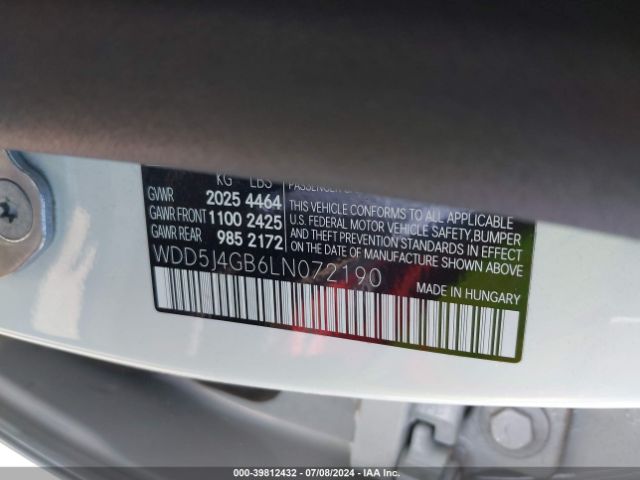 KG LBS
GVWR 2025 4464
GAWR FRONT 1100 2425
GAWR REAR 985 2172
PASSENGER
THIS VEHICLE CONFORMS TO ALL APPLICABLE
U.S. FEDERAL MOTOR VEHICLE SAFETY, BUMPER
AND THEFT PREVENTION STANDARDS IN EFFECT
ON THE DATE OF MANUFACTURE SHOWN ABOVE
WDD5J4GB6LN072190
MADE IN HUNGARY
000-39812432 / 07/08/2024 - IAA Inc.